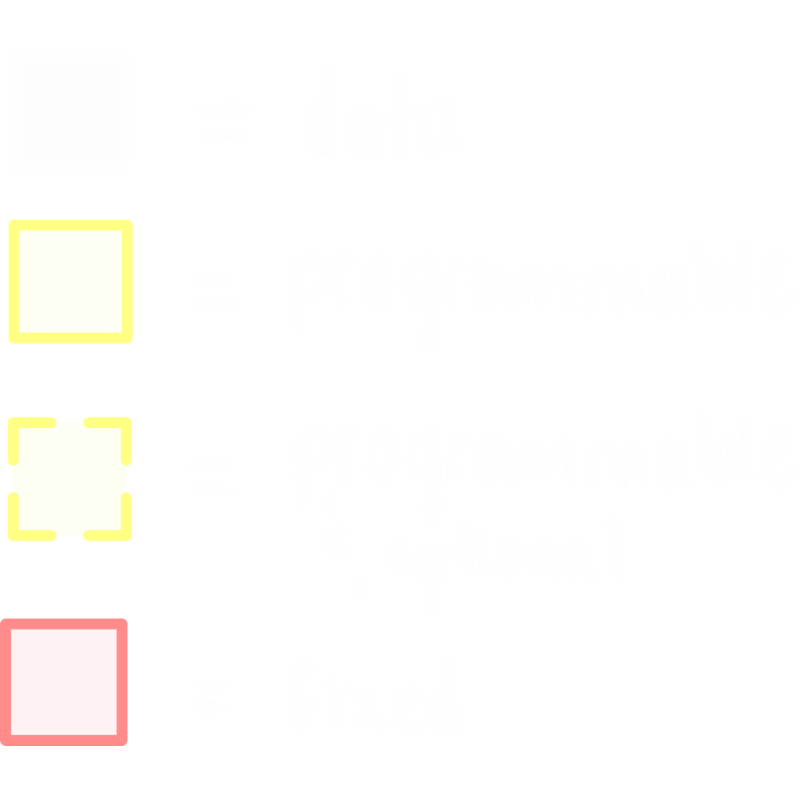 = data
= programmable
= programmable
& optional
= fixed